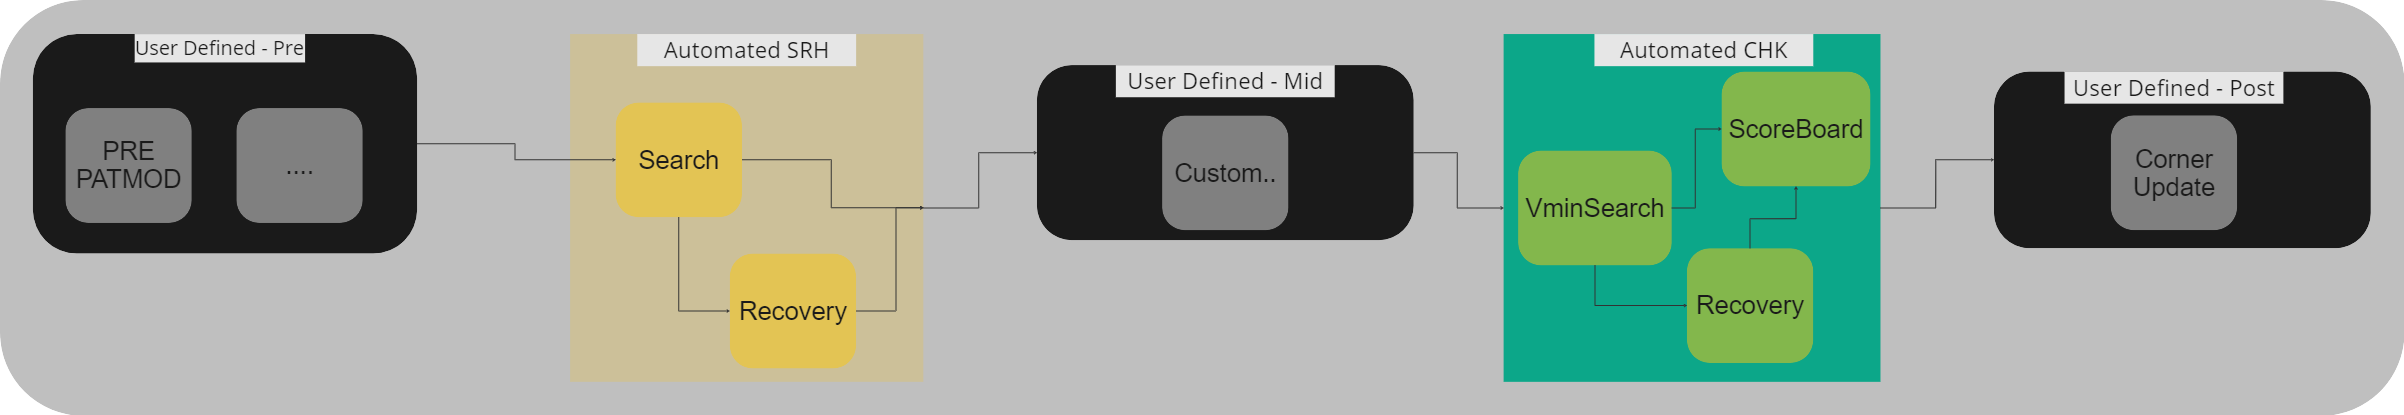 User Defined - Pre
PRE
PATMOD
....
Automated SRH
Search
Recovery
User Defined - Mid
Custom..
Automated CHK
ScoreBoard
VminSearch
Recovery
User Defined - Post
Corner
Update